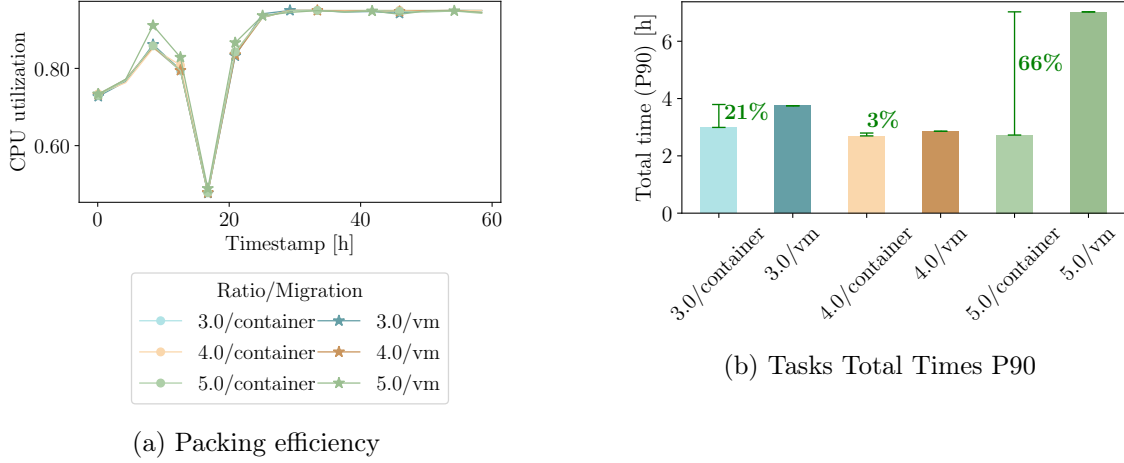 CPU utilization
0.80
0.60
0
20
40
60
Timestamp [h]
Ratio/Migration
3.0/container
3.0/vm
4.0/container
4.0/vm
5.0/container
5.0/vm
(a) Packing efficiency
Total time (P90) [h]
6
4
2
0
21%
3%
66%
3.0/container
3.0/vm
4.0/container
4.0/vm
5.0/container
5.0/vm
(b) Tasks Total Times P90